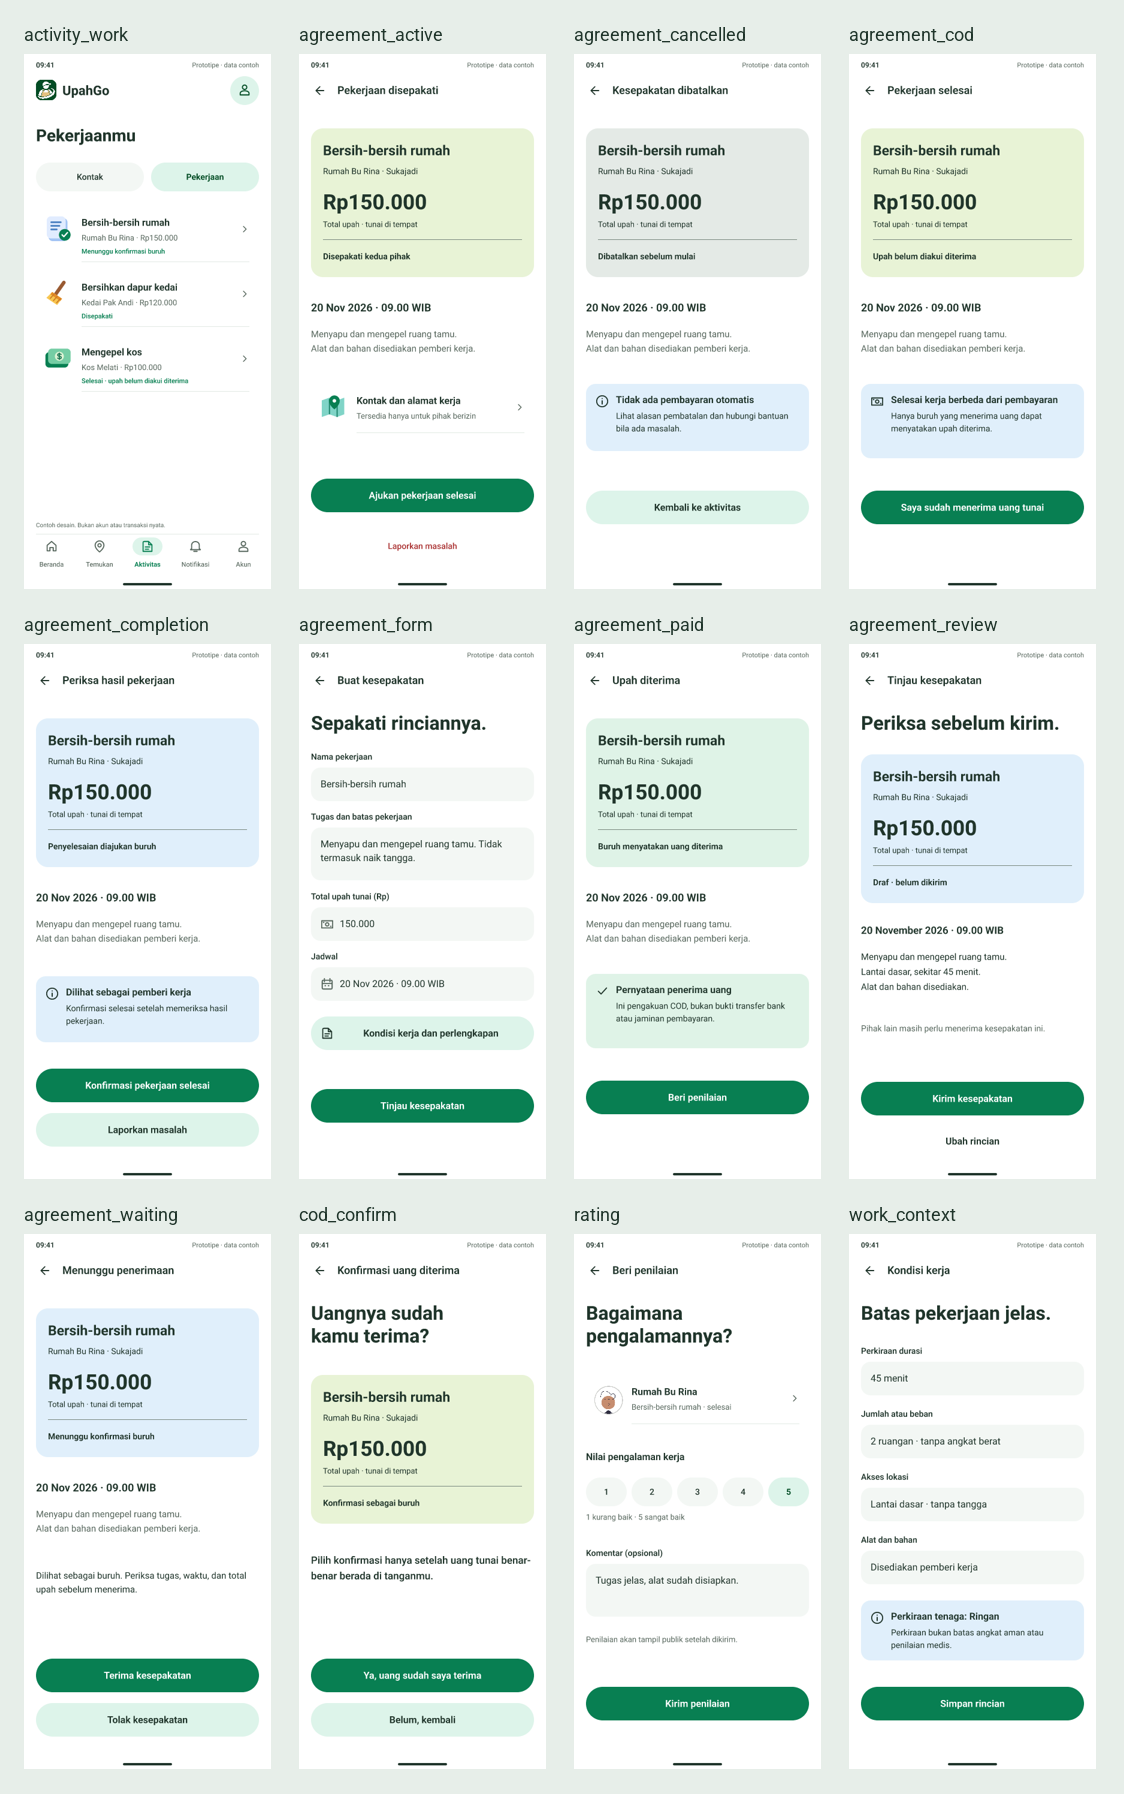 activity_work
09:41
Prototipe · data contoh
UpahGo
Pekerjaanmu
Kontak
Pekerjaan
Bersih-bersih rumah
Rumah Bu Rina · Rp150.000
Menunggu konfirmasi buruh
Bersihkan dapur kedai
Kedai Pak Andi · Rp120.000
Disepakati
Mengepel kos
Kos Melati · Rp100.000
Selesai · upah belum diakui diterima
Contoh desain. Bukan akun atau transaksi nyata.
Beranda
Temukan
Aktivitas
Notifikasi
Akun
agreement_active
09:41
Prototipe · data contoh
Pekerjaan disepakati
Bersih-bersih rumah
Rumah Bu Rina · Sukajadi
Rp150.000
Total upah · tunai di tempat
Disepakati kedua pihak
20 Nov 2026 · 09.00 WIB
Menyapu dan mengepel ruang tamu.
Alat dan bahan disediakan pemberi kerja.
Kontak dan alamat kerja
Tersedia hanya untuk pihak berizin
Ajukan pekerjaan selesai
Laporkan masalah
agreement_cancelled
09:41
Prototipe · data contoh
Kesepakatan dibatalkan
Bersih-bersih rumah
Rumah Bu Rina · Sukajadi
Rp150.000
Total upah · tunai di tempat
Dibatalkan sebelum mulai
20 Nov 2026 · 09.00 WIB
Menyapu dan mengepel ruang tamu.
Alat dan bahan disediakan pemberi kerja.
Tidak ada pembayaran otomatis
Lihat alasan pembatalan dan hubungi bantuan
bila ada masalah.
Kembali ke aktivitas
agreement_cod
09:41
Prototipe · data contoh
Pekerjaan selesai
Bersih-bersih rumah
Rumah Bu Rina · Sukajadi
Rp150.000
Total upah · tunai di tempat
Upah belum diakui diterima
20 Nov 2026 · 09.00 WIB
Menyapu dan mengepel ruang tamu.
Alat dan bahan disediakan pemberi kerja.
Selesai kerja berbeda dari pembayaran
Hanya buruh yang menerima uang dapat
menyatakan upah diterima.
Saya sudah menerima uang tunai
agreement_completion
09:41
Prototipe · data contoh
Periksa hasil pekerjaan
Bersih-bersih rumah
Rumah Bu Rina · Sukajadi
Rp150.000
Total upah · tunai di tempat
Penyelesaian diajukan buruh
20 Nov 2026 · 09.00 WIB
Menyapu dan mengepel ruang tamu.
Alat dan bahan disediakan pemberi kerja.
Dilihat sebagai pemberi kerja
Konfirmasi selesai setelah memeriksa hasil
pekerjaan.
Konfirmasi pekerjaan selesai
Laporkan masalah
agreement_form
09:41
Prototipe · data contoh
Buat kesepakatan
Sepakati rinciannya.
Nama pekerjaan
Bersih-bersih rumah
Tugas dan batas pekerjaan
Menyapu dan mengepel ruang tamu. Tidak
termasuk naik tangga.
Total upah tunai (Rp)
150.000
Jadwal
20 Nov 2026 · 09.00 WIB
Kondisi kerja dan perlengkapan
Tinjau kesepakatan
agreement_paid
09:41
Prototipe · data contoh
Upah diterima
Bersih-bersih rumah
Rumah Bu Rina · Sukajadi
Rp150.000
Total upah · tunai di tempat
Buruh menyatakan uang diterima
20 Nov 2026 · 09.00 WIB
Menyapu dan mengepel ruang tamu.
Alat dan bahan disediakan pemberi kerja.
Pernyataan penerima uang
Ini pengakuan COD, bukan bukti transfer bank
atau jaminan pembayaran.
Beri penilaian
agreement_review
09:41
Prototipe · data contoh
Tinjau kesepakatan
Periksa sebelum kirim.
Bersih-bersih rumah
Rumah Bu Rina · Sukajadi
Rp150.000
Total upah · tunai di tempat
Draf · belum dikirim
20 November 2026 · 09.00 WIB
Menyapu dan mengepel ruang tamu.
Lantai dasar, sekitar 45 menit.
Alat dan bahan disediakan.
Pihak lain masih perlu menerima kesepakatan ini.
Kirim kesepakatan
Ubah rincian
agreement_waiting
09:41
Prototipe · data contoh
Menunggu penerimaan
Bersih-bersih rumah
Rumah Bu Rina · Sukajadi
Rp150.000
Total upah · tunai di tempat
Menunggu konfirmasi buruh
20 Nov 2026 · 09.00 WIB
Menyapu dan mengepel ruang tamu.
Alat dan bahan disediakan pemberi kerja.
Dilihat sebagai buruh. Periksa tugas, waktu, dan total
upah sebelum menerima.
Terima kesepakatan
Tolak kesepakatan
cod_confirm
09:41
Prototipe · data contoh
Konfirmasi uang diterima
Uangnya sudah
kamu terima?
Bersih-bersih rumah
Rumah Bu Rina · Sukajadi
Rp150.000
Total upah · tunai di tempat
Konfirmasi sebagai buruh
Pilih konfirmasi hanya setelah uang tunai benar-
benar berada di tanganmu.
Ya, uang sudah saya terima
Belum, kembali
rating
09:41
Prototipe · data contoh
Beri penilaian
Bagaimana
pengalamannya?
Rumah Bu Rina
Bersih-bersih rumah · selesai
Nilai pengalaman kerja
1
2
3
4
5
1 kurang baik · 5 sangat baik
Komentar (opsional)
Tugas jelas, alat sudah disiapkan.
Penilaian akan tampil publik setelah dikirim.
Kirim penilaian
work_context
09:41
Prototipe · data contoh
Kondisi kerja
Batas pekerjaan jelas.
Perkiraan durasi
45 menit
Jumlah atau beban
2 ruangan · tanpa angkat berat
Akses lokasi
Lantai dasar · tanpa tangga
Alat dan bahan
Disediakan pemberi kerja
Perkiraan tenaga: Ringan
Perkiraan bukan batas angkat aman atau
penilaian medis.
Simpan rincian